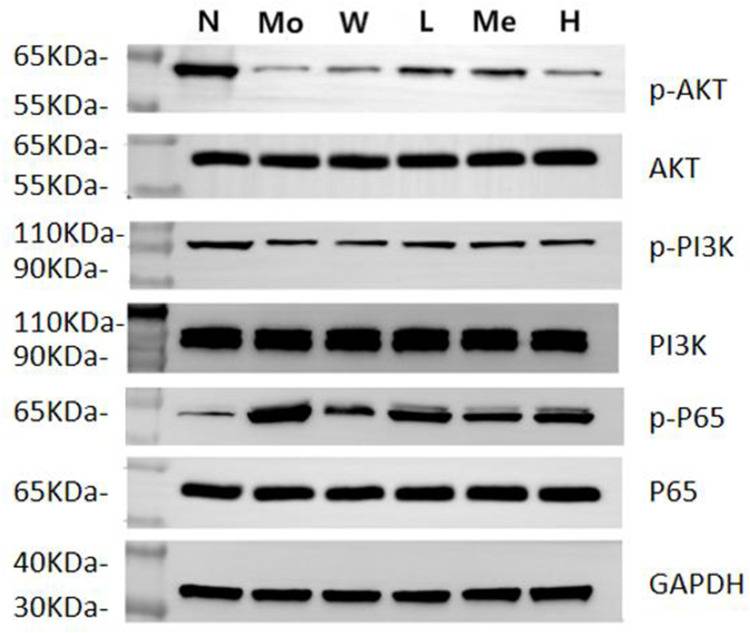 N Mo W L Me H
65KDa-
55KDa-
p-AKT
65KDa-
55KDa-
AKT
110KDa-
90KDa-
p-PI3K
110KDa-
90KDa-
PI3K
65KDa-
p-P65
65KDa-
P65
40KDa-
30KDa-
GAPDH